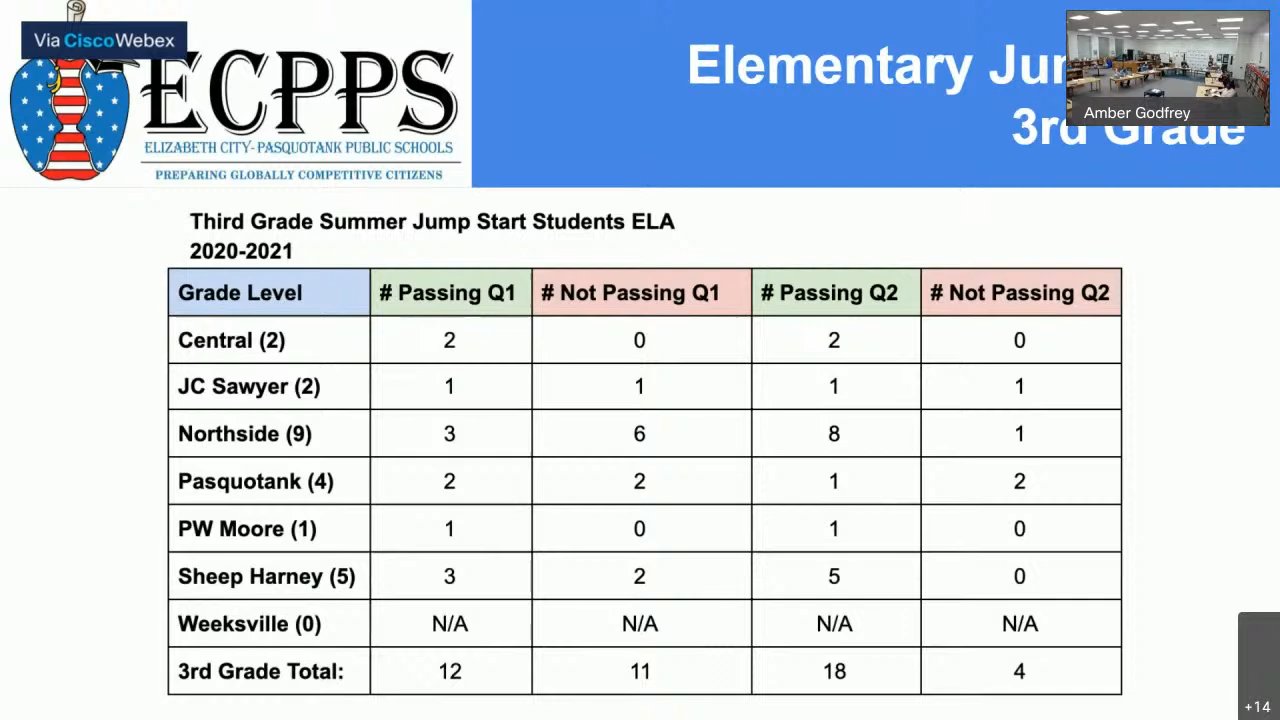 Via Cisco Webex
ECPPS
ELIZABETH CITY-PASQUOTANK PUBLIC SCHOOLS
PREPARING GLOBALLY COMPETITIVE CITIZENS
Elementary
3rd Grade
Amber Godfrey
Third Grade Summer Jump Start Students ELA
2020-2021
Grade Level # Passing Q1 # Not Passing Q1 # Passing Q2 # Not Passing Q2
Central (2) 2 0 2 0
JC Sawyer (2) 1 1 1 1
Northside (9) 3 6 8 1
Pasquotank (4) 2 2 1 2
PW Moore (1) 1 0 1 0
Sheep Harney (5) 3 2 5 0
Weeksville (0) N/A N/A N/A N/A
3rd Grade Total: 12 11 18 4
+14